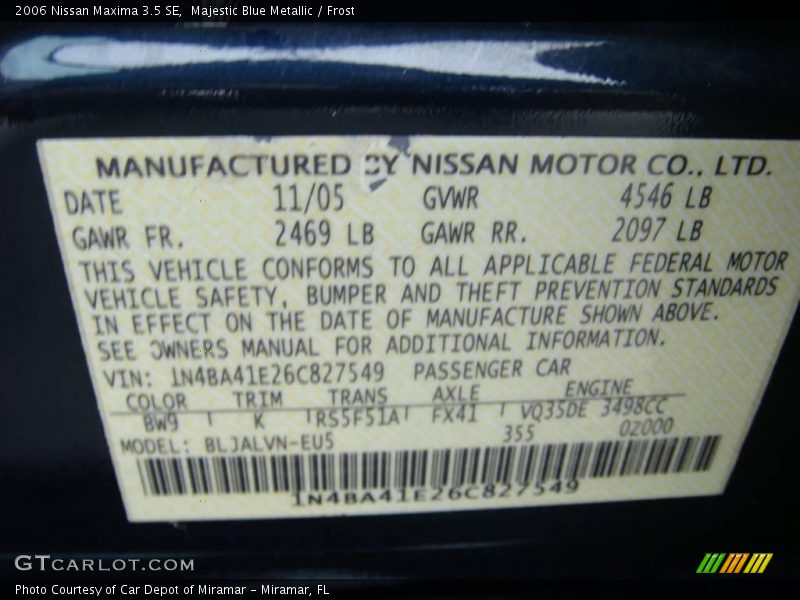 2006 Nissan Maxima 3.5 SE,  Majestic Blue Metallic / Frost
MANUFACTURED BY NISSAN MOTOR CO., LTD.
DATE 11/05 GVWR 4546 LB
GAWR FR. 2469 LB GAWR RR. 2097 LB
THIS VEHICLE CONFORMS TO ALL APPLICABLE FEDERAL MOTOR
VEHICLE SAFETY, BUMPER AND THEFT PREVENTION STANDARDS
IN EFFECT ON THE DATE OF MANUFACTURE SHOWN ABOVE.
SEE OWNERS MANUAL FOR ADDITIONAL INFORMATION.
VIN: 1N4BA41E26C827549 PASSENGER CAR
COLOR TRIM TRANS AXLE ENGINE
BW9 K RS5F51A FX41 VQ35DE 3498CC
MODEL: BLJALVN-EU5 355 02000
1N4BA41E26C827549
GTCARLOT.COM
Photo Courtesy of Car Depot of Miramar - Miramar, FL